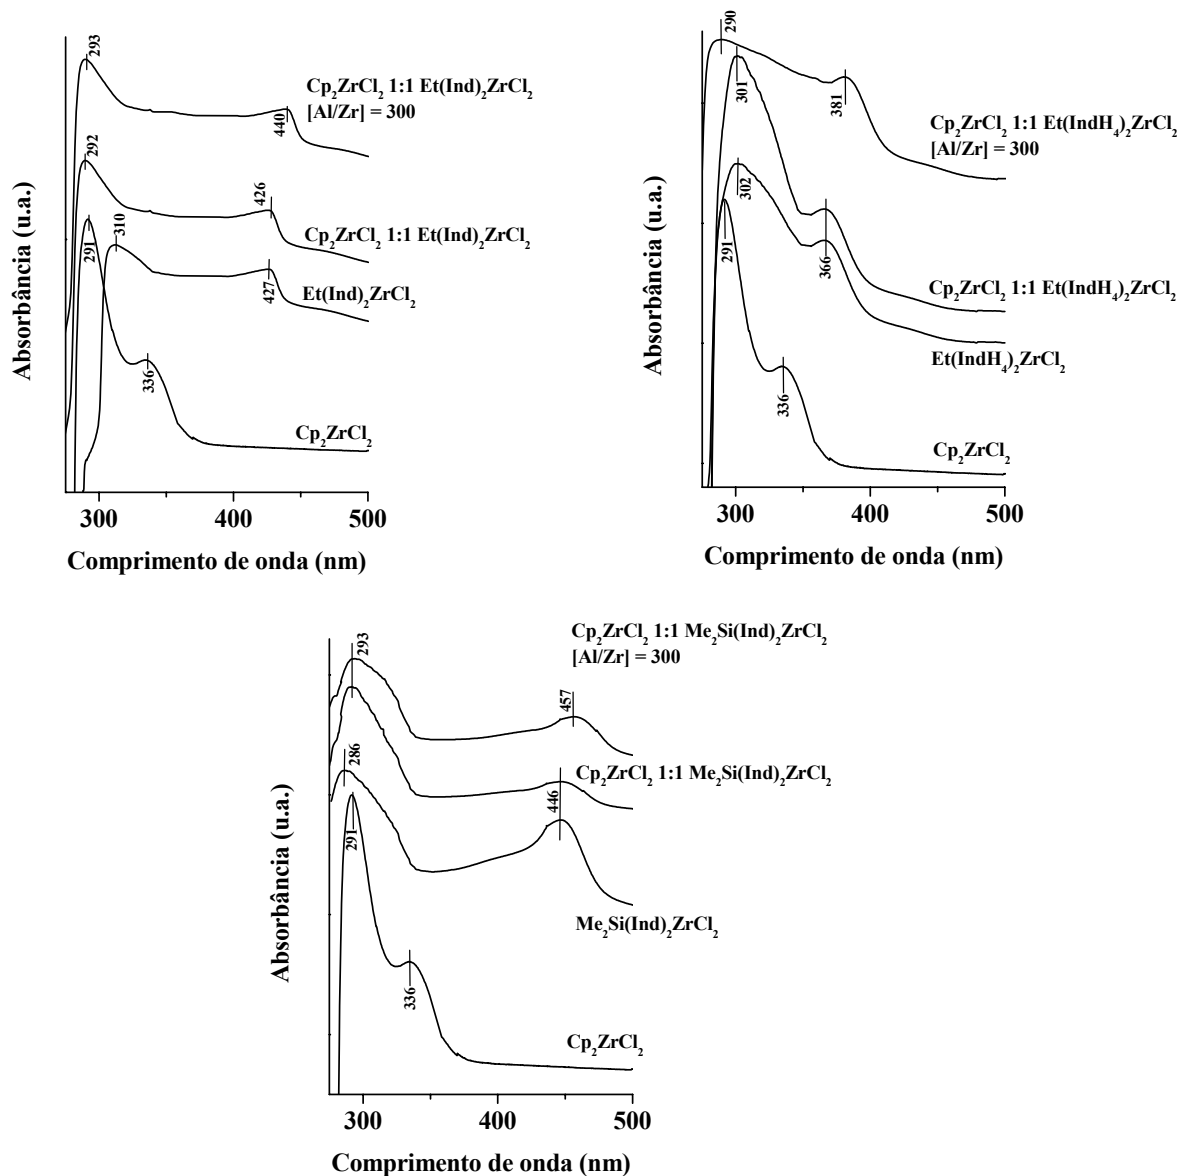 293
Cp₂ZrCl₂ 1:1 Et(Ind)₂ZrCl₂
[Al/Zr] = 300
440
292
426
310
291
Cp₂ZrCl₂ 1:1 Et(Ind)₂ZrCl₂
427
Et(Ind)₂ZrCl₂
336
Cp₂ZrCl₂
Absorbância (u.a.)
300 400 500
Comprimento de onda (nm)
290
301
381
Cp₂ZrCl₂ 1:1 Et(IndH₄)₂ZrCl₂
[Al/Zr] = 300
302
291
366
Cp₂ZrCl₂ 1:1 Et(IndH₄)₂ZrCl₂
Et(IndH₄)₂ZrCl₂
336
Cp₂ZrCl₂
Absorbância (u.a.)
300 400 500
Comprimento de onda (nm)
Cp₂ZrCl₂ 1:1 Me₂Si(Ind)₂ZrCl₂
[Al/Zr] = 300
293
457
286
Cp₂ZrCl₂ 1:1 Me₂Si(Ind)₂ZrCl₂
446
291
Me₂Si(Ind)₂ZrCl₂
336
Cp₂ZrCl₂
Absorbância (u.a.)
300 400 500
Comprimento de onda (nm)